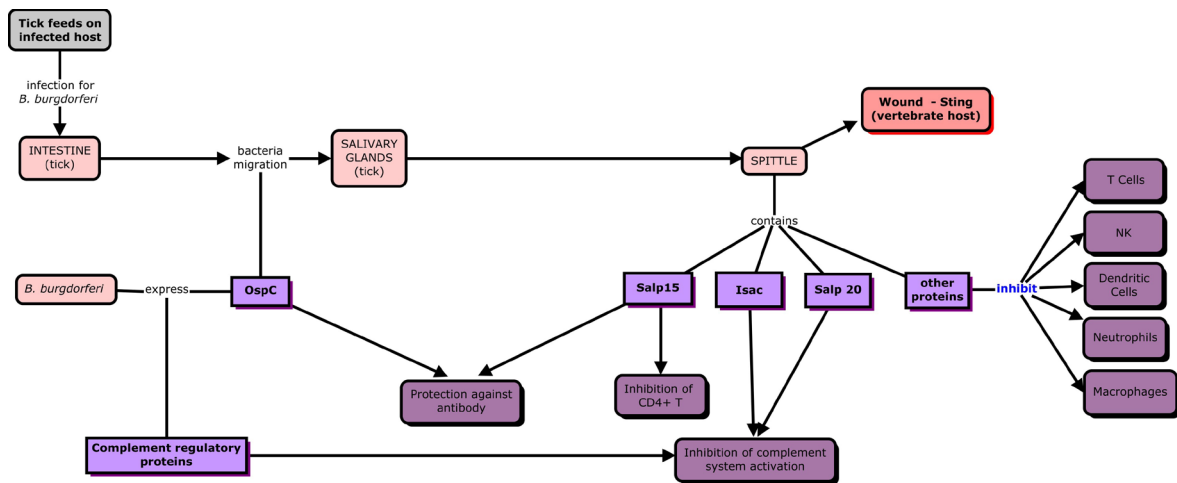 Tick feeds on
infected host
infection for
B. burgdorferi
INTESTINE
(tick)
bacteria
migration
SALIVARY
GLANDS
(tick)
SPITTLE
Wound - Sting
(vertebrate host)
contains
T Cells
NK
Dendritic
Cells
Neutrophils
Macrophages
B. burgdorferi
express
OspC
Salp15
Isac
Salp 20
other
proteins
inhibit
Protection against
antibody
Inhibition of
CD4+ T
Complement regulatory
proteins
Inhibition of complement
system activation